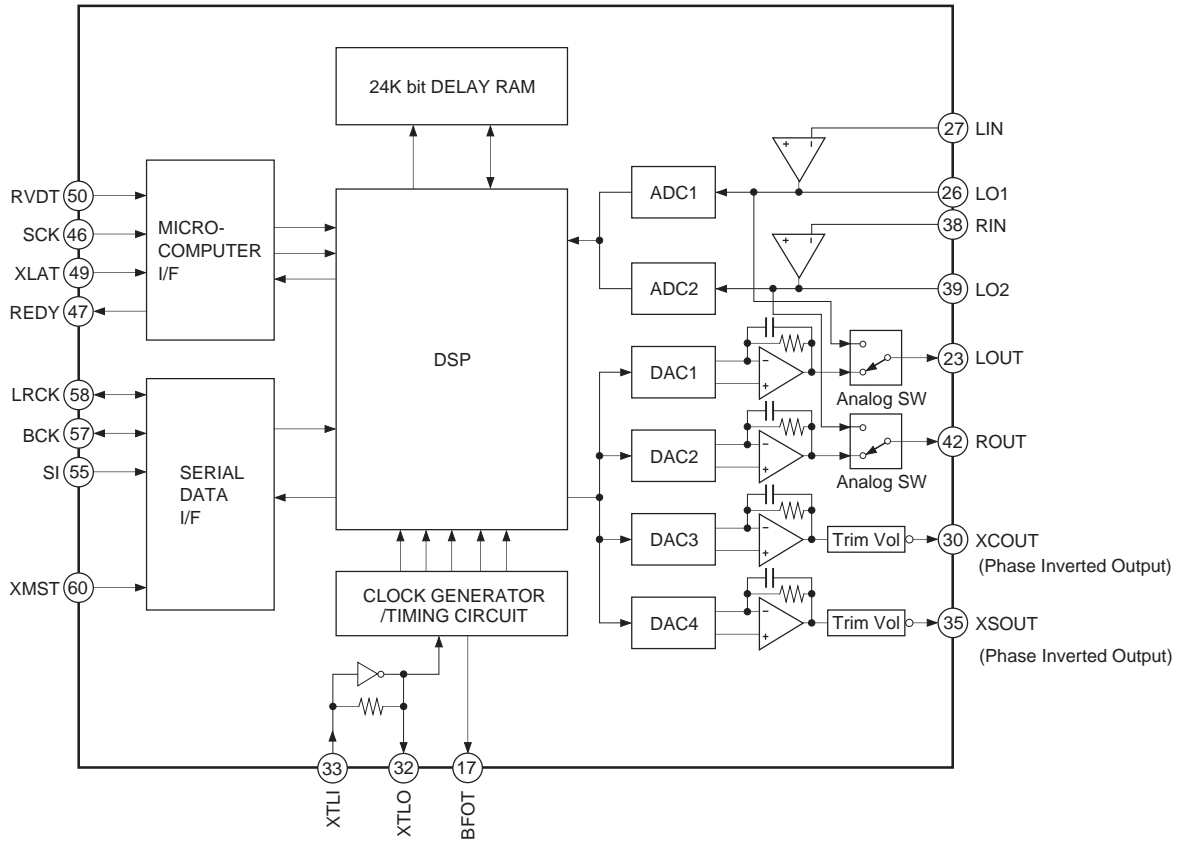 24K bit DELAY RAM
RVDT 50
SCK 46
XLAT 49
REDY 47
MICRO-
COMPUTER
I/F
LRCK 58
BCK 57
SI 55
XMST 60
SERIAL
DATA
I/F
DSP
CLOCK GENERATOR
/TIMING CIRCUIT
33 XTLI
32 XTLO
17 BFOT
ADC1
ADC2
DAC1
DAC2
DAC3
DAC4
+ −
+ −
− +
− +
− +
− +
Analog SW
Analog SW
Trim Vol
Trim Vol
27 LIN
26 LO1
38 RIN
39 LO2
23 LOUT
42 ROUT
30 XCOUT
(Phase Inverted Output)
35 XSOUT
(Phase Inverted Output)